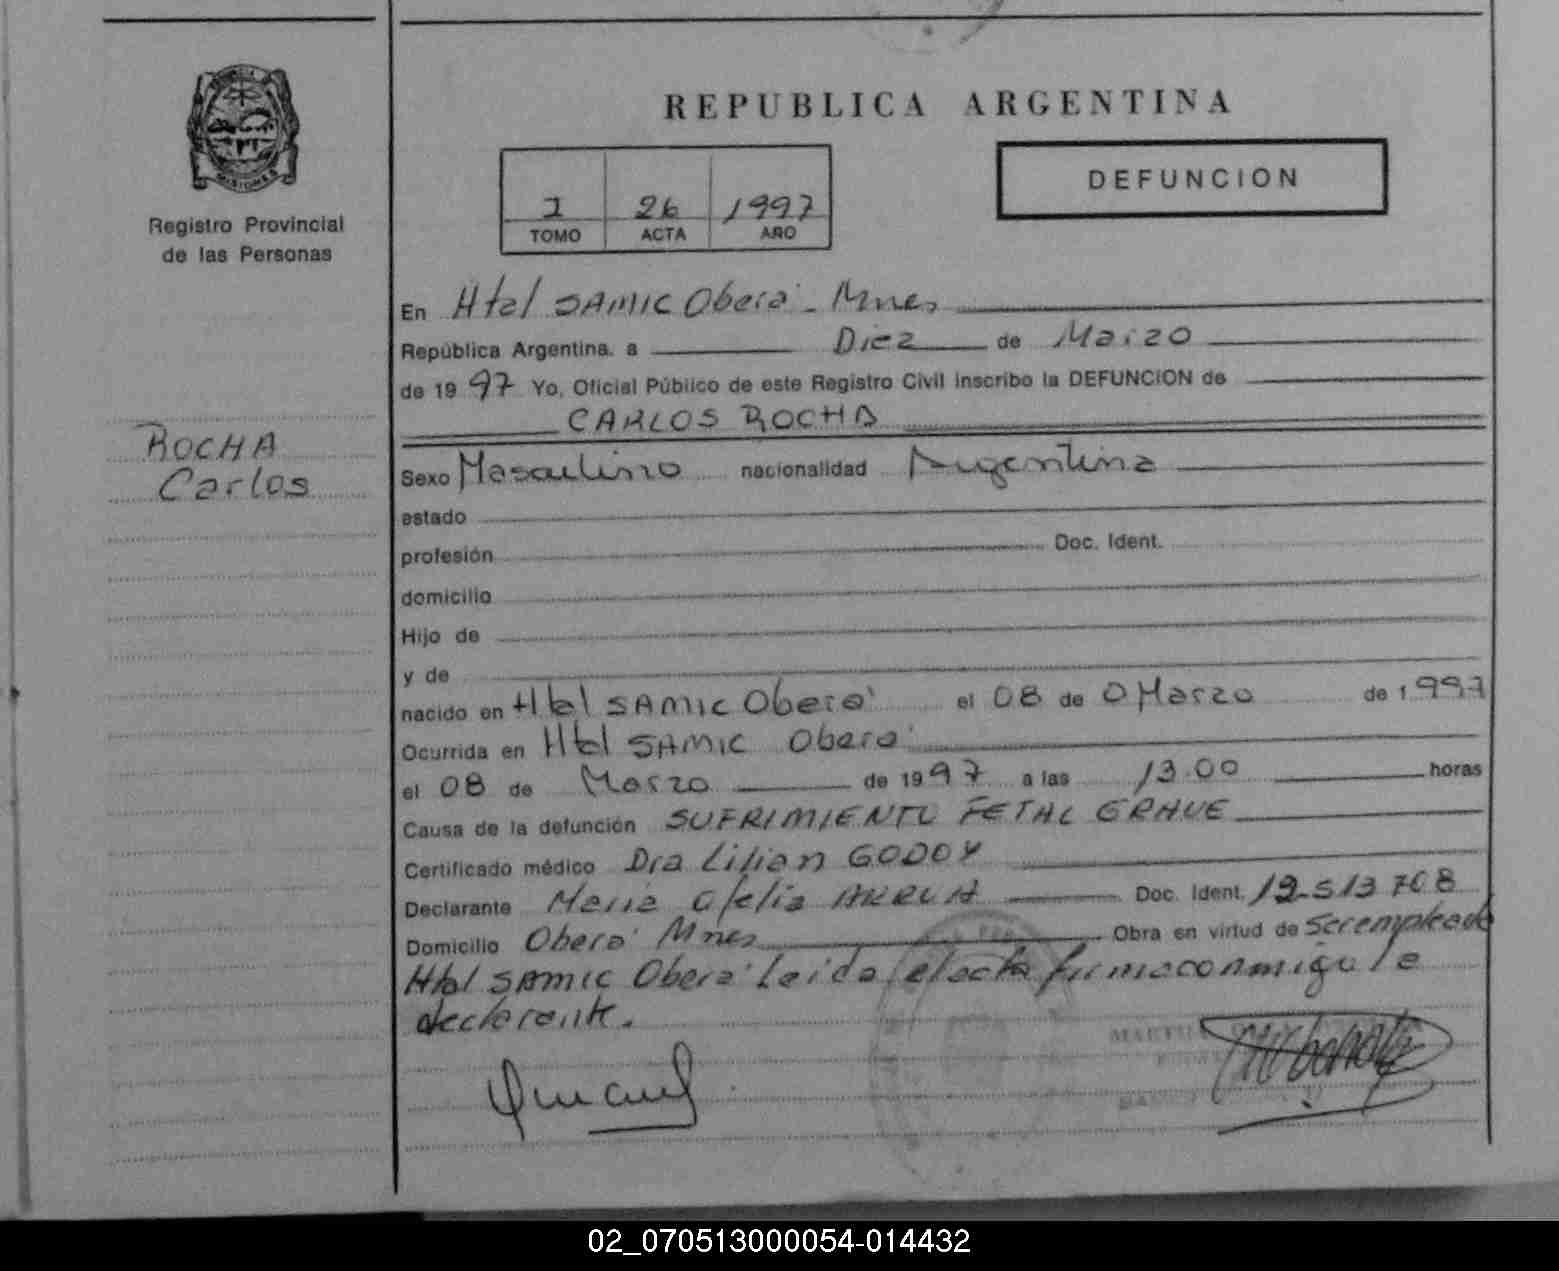 REPUBLICA ARGENTINA
DEFUNCION
MISIONES
Registro Provincial
de las Personas
1 26 1997
TOMO ACTA AÑO
ROCHA
Carlos
En Htal SAMIC Oberá - Mnes
República Argentina, a Diez de Marzo
de 1997 Yo, Oficial Público de este Registro Civil inscribo la DEFUNCION de
CARLOS ROCHA
Sexo Masculino nacionalidad Argentina
estado
profesión Doc. Ident.
domicilio
Hijo de
y de
nacido en Htal SAMIC Oberá el 08 de Marzo de 1997
Ocurrida en Htal SAMIC Oberá
el 08 de Marzo de 1997 a las 13.00 horas
Causa de la defunción SUFRIMIENTO FETAL GRAVE
Certificado médico Dra Lilian GODOY
Declarante Maria Ofelia Doc. Ident. 12.513708
Domicilio Oberá Mnes Obra en virtud de ser empleada
Htal SAMIC Oberá Leida el acta firma conmigo la
declarante.
02_070513000054-014432